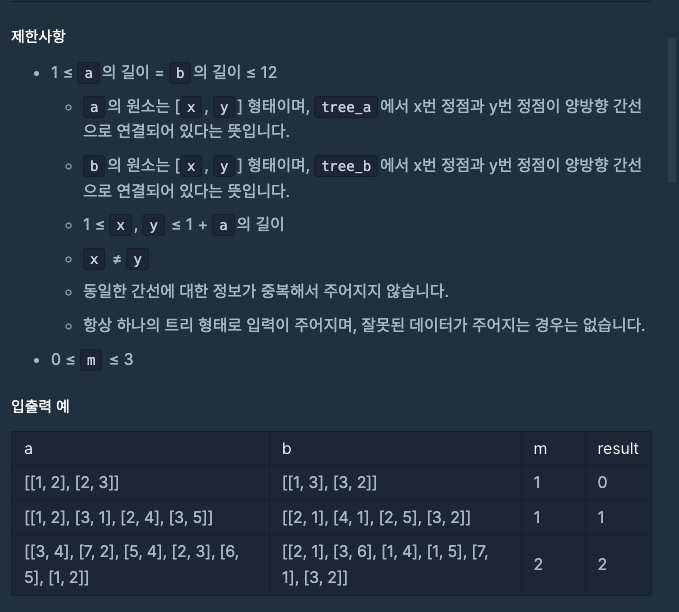 제한사항
• 1 ≤ a 의 길이 = b 의 길이 ≤ 12
◦ a 의 원소는 [ x , y ] 형태이며, tree_a 에서 x번 정점과 y번 정점이 양방향 간선
으로 연결되어 있다는 뜻입니다.
◦ b 의 원소는 [ x , y ] 형태이며, tree_b 에서 x번 정점과 y번 정점이 양방향 간선
으로 연결되어 있다는 뜻입니다.
◦ 1 ≤ x , y ≤ 1 + a 의 길이
◦ x ≠ y
◦ 동일한 간선에 대한 정보가 중복해서 주어지지 않습니다.
◦ 항상 하나의 트리 형태로 입력이 주어지며, 잘못된 데이터가 주어지는 경우는 없습니다.
• 0 ≤ m ≤ 3
입출력 예
a b m result
[[1, 2], [2, 3]] [[1, 3], [3, 2]] 1 0
[[1, 2], [3, 1], [2, 4], [3, 5]] [[2, 1], [4, 1], [2, 5], [3, 2]] 1 1
[[3, 4], [7, 2], [5, 4], [2, 3], [6, [[2, 1], [3, 6], [1, 4], [1, 5], [7,
2 2
5], [1, 2]] 1], [3, 2]]